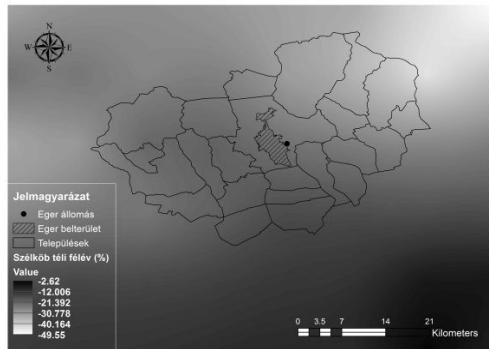 N
W E
S
Jelmagyarázat
Eger állomás
Eger belterület
Települések
Szélköb téli félév (%)
Value
-2.62
-12.006
-21.392
-30.778
-40.164
-49.55
0 3.5 7 14 21
Kilometers